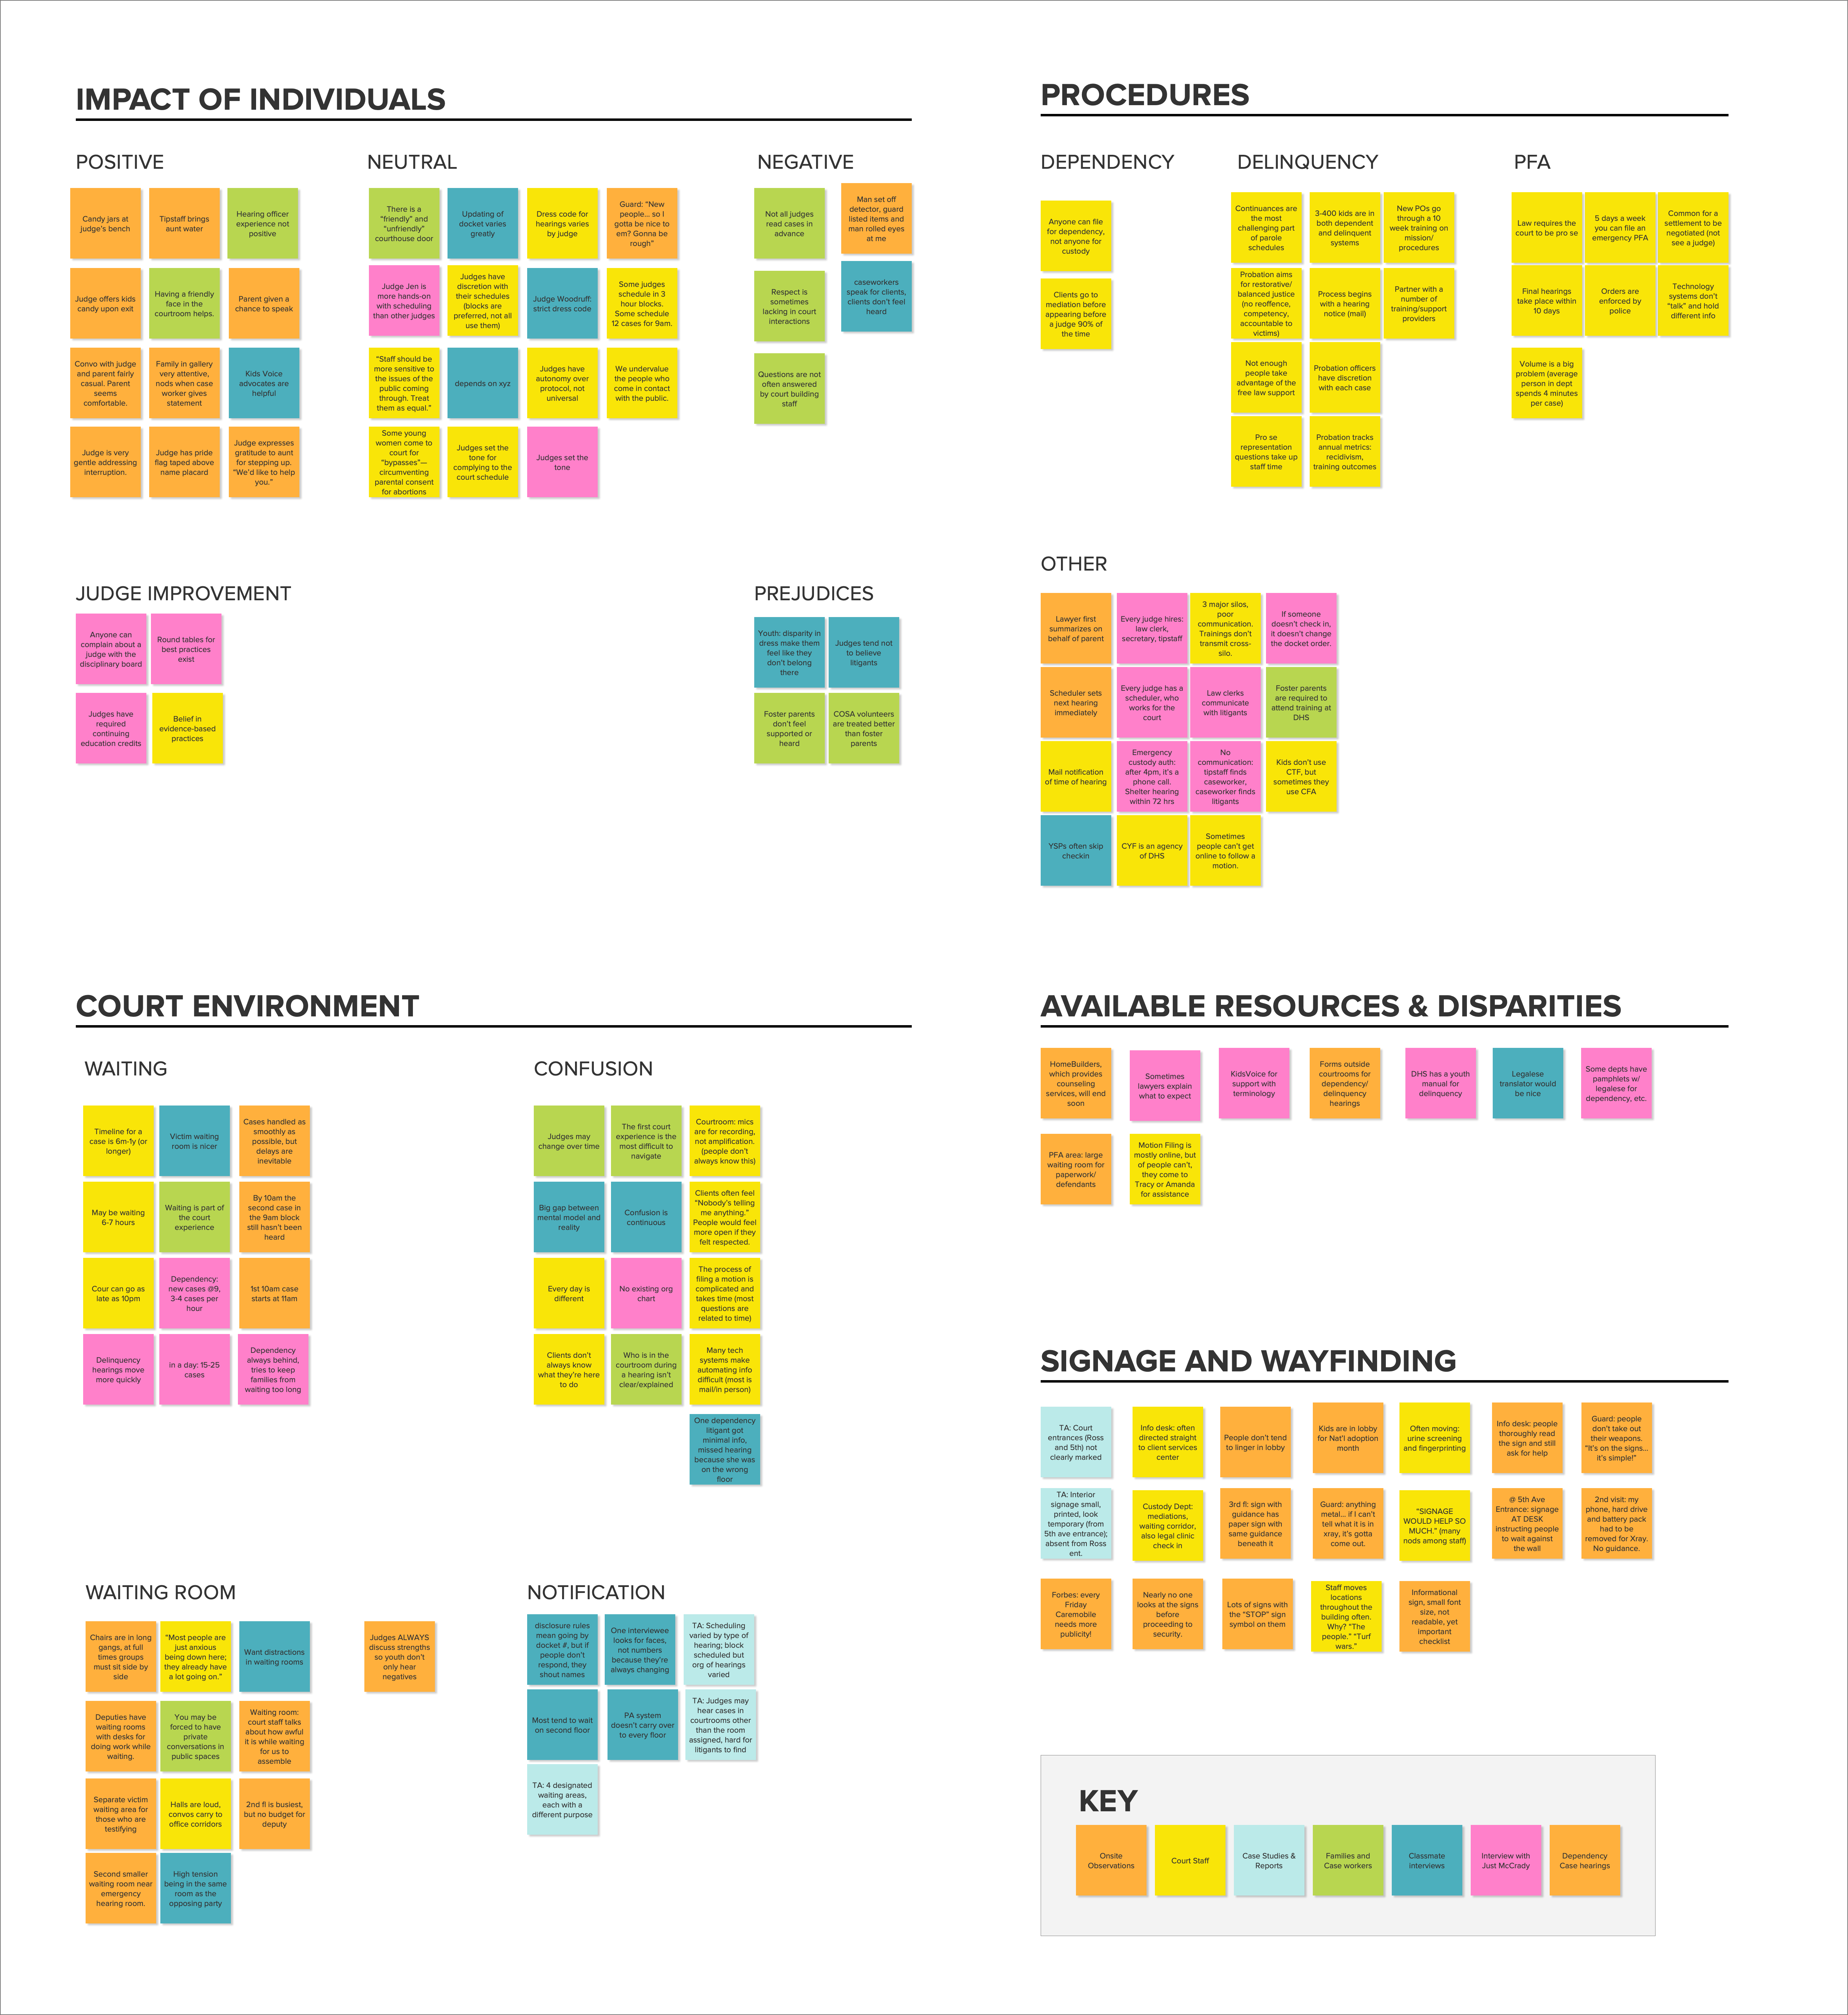 IMPACT OF INDIVIDUALS
POSITIVE
Candy jars at
judge's bench
Tipstaff brings
aunt water
Hearing officer
experience not
positive
Judge offers kids
candy upon exit
Having a friendly
face in the
courtroom helps.
Parent given a
chance to speak
Convo with judge
and parent fairly
casual. Parent
seems
comfortable.
Family in gallery
very attentive,
nods when case
worker gives
statement
Kids Voice
advocates are
helpful
Judge is very
gentle addressing
interruption.
Judge has pride
flag taped above
name placard
Judge expresses
gratitude to aunt
for stepping up.
"We'd like to help
you."
NEUTRAL
There is a
"friendly" and
"unfriendly"
courthouse door
Updating of
docket varies
greatly
Dress code for
hearings varies
by judge
Guard: "New
people... so I
gotta be nice to
em? Gonna be
rough"
Judge Jen is
more hands-on
with scheduling
than other judges
Judges have
discretion with
their schedules
(blocks are
preferred, not all
use them)
Judge Woodruff:
strict dress code
Some judges
schedule in 3
hour blocks.
Some schedule
12 cases for 9am.
"Staff should be
more sensitive to
the issues of the
public coming
through. Treat
them as equal."
depends on xyz
Judges have
autonomy over
protocol, not
universal
We undervalue
the people who
come in contact
with the public.
Some young
women come to
court for
"bypasses"—
circumventing
parental consent
for abortions
Judges set the
tone for
complying to the
court schedule
Judges set the
tone
NEGATIVE
Not all judges
read cases in
advance
Man set off
detector, guard
listed items and
man rolled eyes
at me
Respect is
sometimes
lacking in court
interactions
caseworkers
speak for clients,
clients don't feel
heard
Questions are not
often answered
by court building
staff
JUDGE IMPROVEMENT
Anyone can
complain about a
judge with the
disciplinary board
Round tables for
best practices
exist
Judges have
required
continuing
education credits
Belief in
evidence-based
practices
PREJUDICES
Youth: disparity in
dress make them
feel like they
don't belong
there
Judges tend not
to believe
litigants
Foster parents
don't feel
supported or
heard
COSA volunteers
are treated better
than foster
parents
PROCEDURES
DEPENDENCY
Anyone can file
for dependency,
not anyone for
custody
Clients go to
mediation before
appearing before
a judge 90% of
the time
DELINQUENCY
Continuances are
the most
challenging part
of parole
schedules
3-400 kids are in
both dependent
and delinquent
systems
New POs go
through a 10
week training on
mission/
procedures
Probation aims
for restorative/
balanced justice
(no reoffence,
competency,
accountable to
victims)
Process begins
with a hearing
notice (mail)
Partner with a
number of
training/support
providers
Not enough
people take
advantage of the
free law support
Probation officers
have discretion
with each case
Pro se
representation
questions take up
staff time
Probation tracks
annual metrics:
recidivism,
training outcomes
PFA
Law requires the
court to be pro se
5 days a week
you can file an
emergency PFA
Common for a
settlement to be
negotiated (not
see a judge)
Final hearings
take place within
10 days
Orders are
enforced by
police
Technology
systems don't
"talk" and hold
different info
Volume is a big
problem (average
person in dept
spends 4 minutes
per case)
OTHER
Lawyer first
summarizes on
behalf of parent
Every judge hires:
law clerk,
secretary, tipstaff
3 major silos,
poor
communication.
Trainings don't
transmit cross-
silo.
If someone
doesn't check in,
it doesn't change
the docket order.
Scheduler sets
next hearing
immediately
Every judge has a
scheduler, who
works for the
court
Law clerks
communicate
with litigants
Foster parents
are required to
attend training at
DHS
Mail notification
of time of hearing
Emergency
custody auth:
after 4pm, it's a
phone call.
Shelter hearing
within 72 hrs
No
communication:
tipstaff finds
caseworker,
caseworker finds
litigants
Kids don't use
CTF, but
sometimes they
use CFA
YSPs often skip
checkin
CYF is an agency
of DHS
Sometimes
people can't get
online to follow a
motion.
COURT ENVIRONMENT
WAITING
Timeline for a
case is 6m-1y (or
longer)
Victim waiting
room is nicer
Cases handled as
smoothly as
possible, but
delays are
inevitable
May be waiting
6-7 hours
Waiting is part of
the court
experience
By 10am the
second case in
the 9am block
still hasn't been
heard
Cour can go as
late as 10pm
Dependency:
new cases @9,
3-4 cases per
hour
1st 10am case
starts at 11am
Delinquency
hearings move
more quickly
in a day: 15-25
cases
Dependency
always behind,
tries to keep
families from
waiting too long
CONFUSION
Judges may
change over time
The first court
experience is the
most difficult to
navigate
Courtroom: mics
are for recording,
not amplification.
(people don't
always know this)
Big gap between
mental model and
reality
Confusion is
continuous
Clients often feel
"Nobody's telling
me anything."
People would feel
more open if they
felt respected.
Every day is
different
No existing org
chart
The process of
filing a motion is
complicated and
takes time (most
questions are
related to time)
Clients don't
always know
what they're here
to do
Who is in the
courtroom during
a hearing isn't
clear/explained
Many tech
systems make
automating info
difficult (most is
mail/in person)
One dependency
litigant got
minimal info,
missed hearing
because she was
on the wrong
floor
WAITING ROOM
Chairs are in long
gangs, at full
times groups
must sit side by
side
"Most people are
just anxious
being down here;
they already have
a lot going on."
Want distractions
in waiting rooms
Judges ALWAYS
discuss strengths
so youth don't
only hear
negatives
Deputies have
waiting rooms
with desks for
doing work while
waiting.
You may be
forced to have
private
conversations in
public spaces
Waiting room:
court staff talks
about how awful
it is while waiting
for us to
assemble
Separate victim
waiting area for
those who are
testifying
Halls are loud,
convos carry to
office corridors
2nd fl is busiest,
but no budget for
deputy
Second smaller
waiting room near
emergency
hearing room.
High tension
being in the same
room as the
opposing party
NOTIFICATION
disclosure rules
mean going by
docket #, but if
people don't
respond, they
shout names
One interviewee
looks for faces,
not numbers
because they're
always changing
TA: Scheduling
varied by type of
hearing; block
scheduled but
org of hearings
varied
Most tend to wait
on second floor
PA system
doesn't carry over
to every floor
TA: Judges may
hear cases in
courtrooms other
than the room
assigned, hard for
litigants to find
TA: 4 designated
waiting areas,
each with a
different purpose
AVAILABLE RESOURCES & DISPARITIES
HomeBuilders,
which provides
counseling
services, will end
soon
Sometimes
lawyers explain
what to expect
KidsVoice for
support with
terminology
Forms outside
courtrooms for
dependency/
delinquency
hearings
DHS has a youth
manual for
delinquency
Legalese
translator would
be nice
Some depts have
pamphlets w/
legalese for
dependency, etc.
PFA area: large
waiting room for
paperwork/
defendants
Motion Filing is
mostly online, but
of people can't,
they come to
Tracy or Amanda
for assistance
SIGNAGE AND WAYFINDING
TA: Court
entrances (Ross
and 5th) not
clearly marked
Info desk: often
directed straight
to client services
center
People don't tend
to linger in lobby
Kids are in lobby
for Nat'l adoption
month
Often moving:
urine screening
and fingerprinting
Info desk: people
thoroughly read
the sign and still
ask for help
Guard: people
don't take out
their weapons.
"It's on the signs...
it's simple!"
TA: Interior
signage small,
printed, look
temporary (from
5th ave entrance);
absent from Ross
ent.
Custody Dept:
mediations,
waiting corridor,
also legal clinic
check in
3rd fl: sign with
guidance has
paper sign with
same guidance
beneath it
Guard: anything
metal... if I can't
tell what it is in
xray, it's gotta
come out.
"SIGNAGE
WOULD HELP SO
MUCH." (many
nods among staff)
@ 5th Ave
Entrance: signage
AT DESK
instructing people
to wait against
the wall
2nd visit: my
phone, hard drive
and battery pack
had to be
removed for Xray.
No guidance.
Forbes: every
Friday
Caremobile
needs more
publicity!
Nearly no one
looks at the signs
before
proceeding to
security.
Lots of signs with
the "STOP" sign
symbol on them
Staff moves
locations
throughout the
building often.
Why? "The
people." "Turf
wars."
Informational
sign, small font
size, not
readable, yet
important
checklist
KEY
Onsite
Observations
Court Staff
Case Studies &
Reports
Families and
Case workers
Classmate
interviews
Interview with
Just McCrady
Dependency
Case hearings